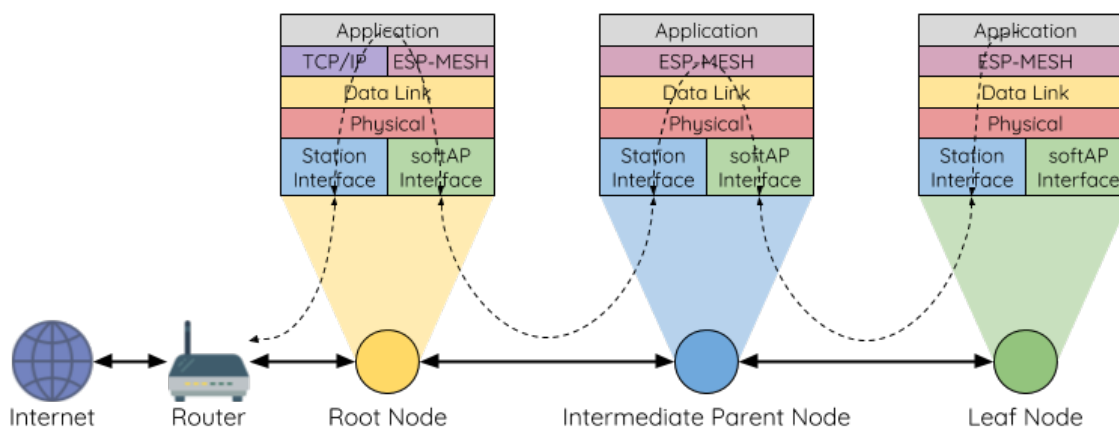 Application
TCP/IP
ESP-MESH
Data Link
Physical
Station
Interface
softAP
Interface
Application
ESP-MESH
Data Link
Physical
Station
Interface
softAP
Interface
Application
ESP-MESH
Data Link
Physical
Station
Interface
softAP
Interface
Internet
Router
Root Node
Intermediate Parent Node
Leaf Node